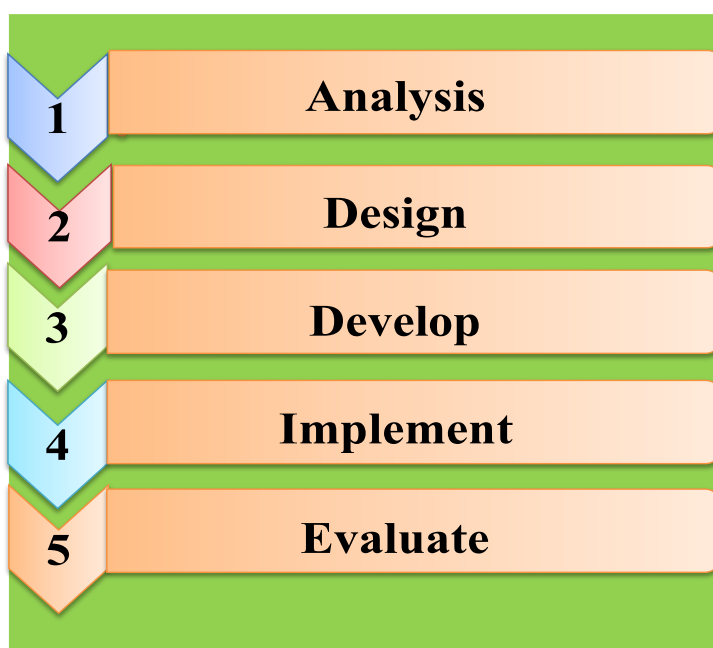 1 Analysis
2 Design
3 Develop
4 Implement
5 Evaluate